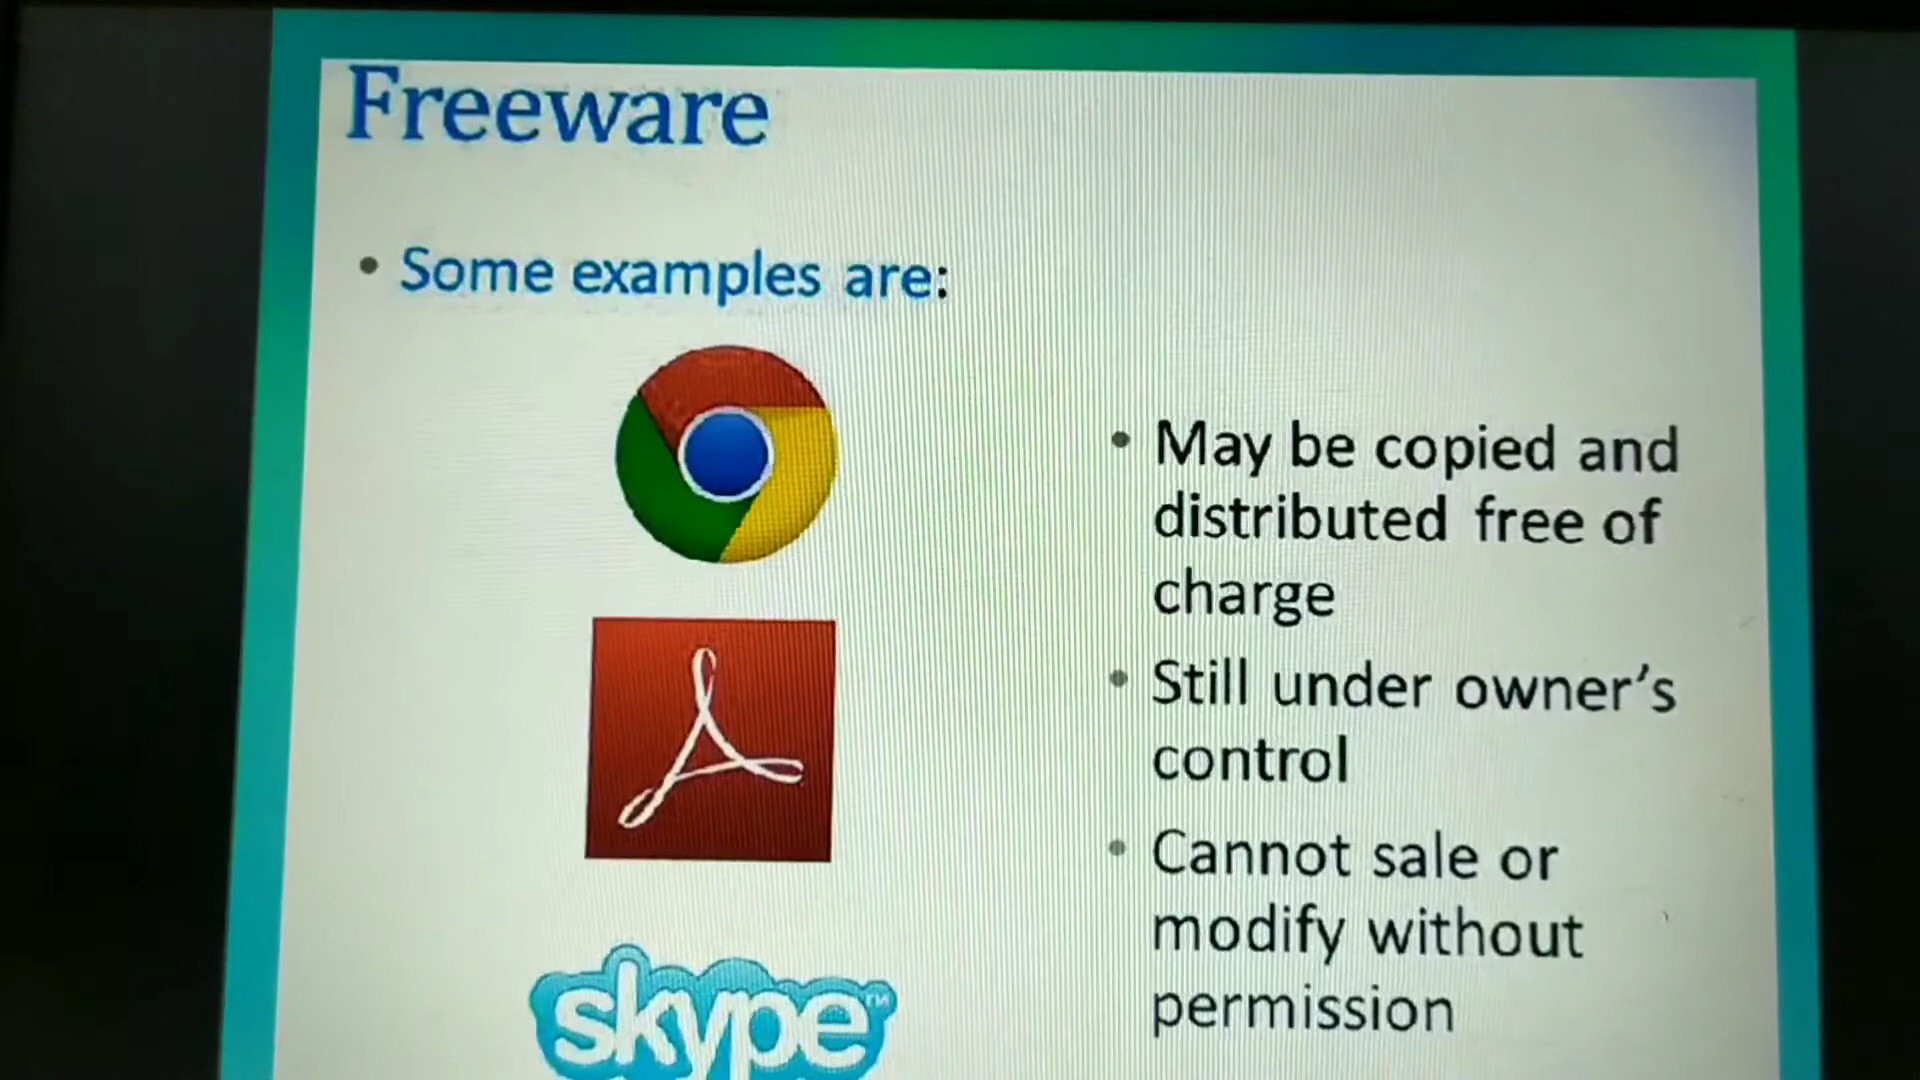 Freeware
• Some examples are:
• May be copied and
distributed free of
charge
• Still under owner's
control
• Cannot sale or
modify without
permission
skype™